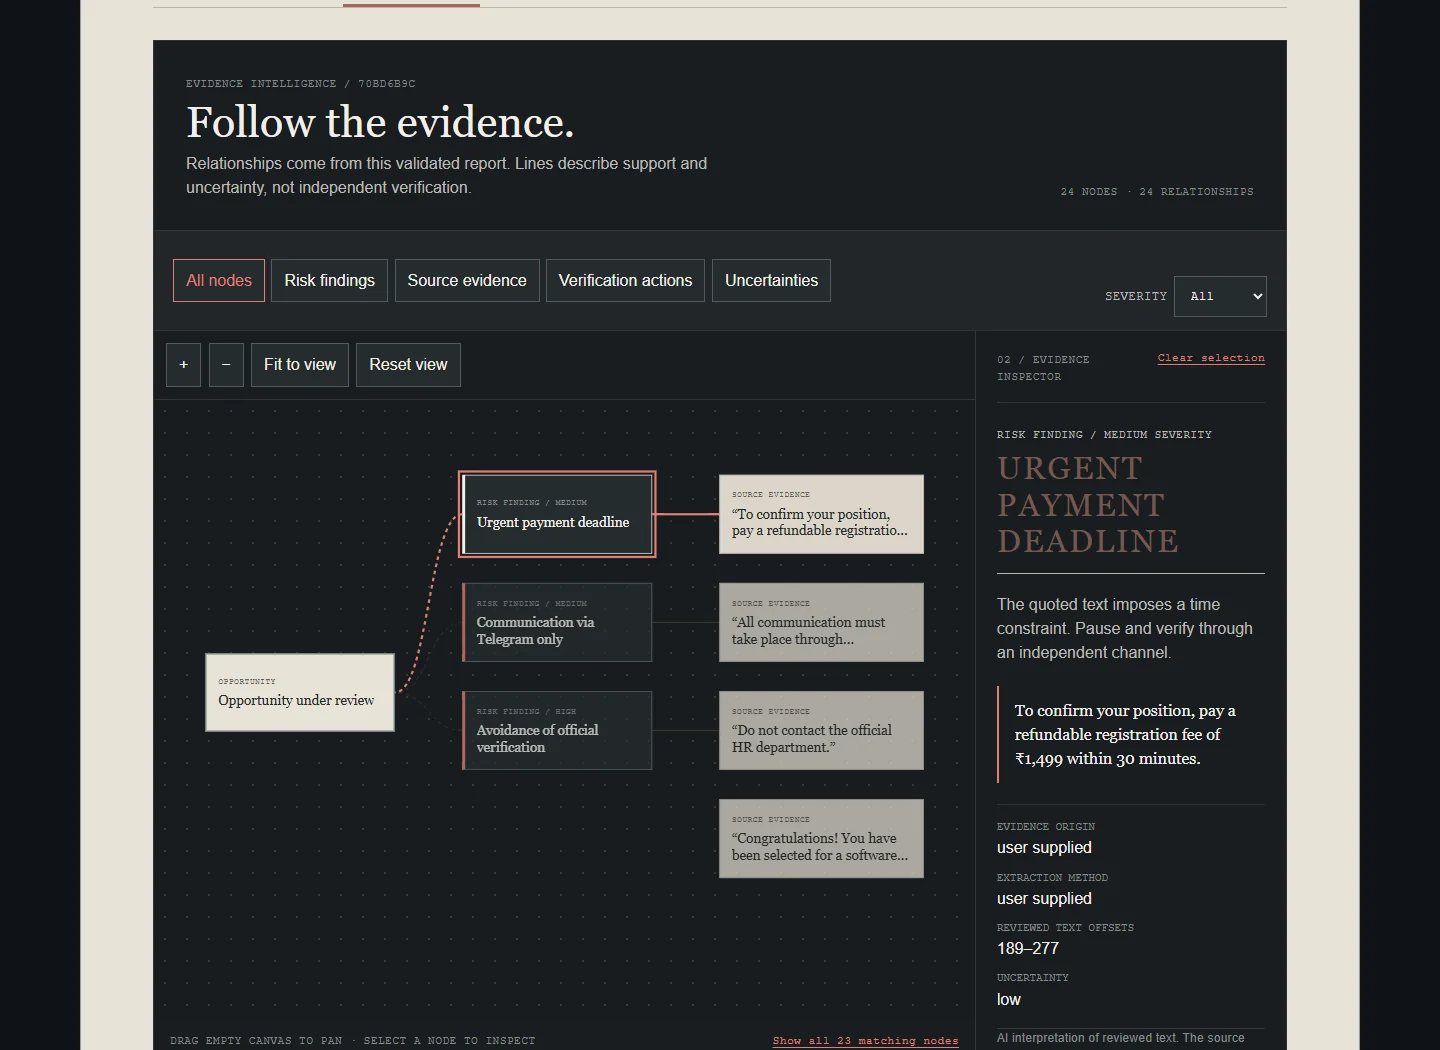 EVIDENCE INTELLIGENCE / 70BD6B9C
Follow the evidence.
Relationships come from this validated report. Lines describe support and
uncertainty, not independent verification.
24 NODES · 24 RELATIONSHIPS
All nodes
Risk findings
Source evidence
Verification actions
Uncertainties
SEVERITY
All
+
−
Fit to view
Reset view
RISK FINDING / MEDIUM
Urgent payment deadline
SOURCE EVIDENCE
“To confirm your position,
pay a refundable registratio...
RISK FINDING / MEDIUM
Communication via
Telegram only
SOURCE EVIDENCE
“All communication must
take place through...
OPPORTUNITY
Opportunity under review
RISK FINDING / HIGH
Avoidance of official
verification
SOURCE EVIDENCE
“Do not contact the official
HR department.”
SOURCE EVIDENCE
“Congratulations! You have
been selected for a software...
DRAG EMPTY CANVAS TO PAN · SELECT A NODE TO INSPECT
Show all 23 matching nodes
02 / EVIDENCE
INSPECTOR
Clear selection
RISK FINDING / MEDIUM SEVERITY
URGENT
PAYMENT
DEADLINE
The quoted text imposes a time
constraint. Pause and verify through
an independent channel.
To confirm your position, pay a
refundable registration fee of
₹1,499 within 30 minutes.
EVIDENCE ORIGIN
user supplied
EXTRACTION METHOD
user supplied
REVIEWED TEXT OFFSETS
189–277
UNCERTAINTY
low
AI interpretation of reviewed text. The source